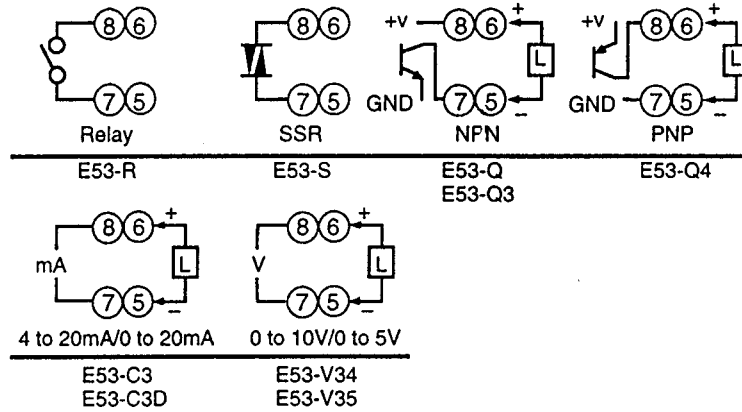 8 6
7 5
Relay
E53-R
8 6
7 5
SSR
E53-S
+v 8 6 +
L
GND 7 5 –
NPN
E53-Q
E53-Q3
+v 8 6 +
L
GND 7 5 –
PNP
E53-Q4
8 6 +
mA L
7 5 –
4 to 20mA/0 to 20mA
E53-C3
E53-C3D
8 6 +
V L
7 5 –
0 to 10V/0 to 5V
E53-V34
E53-V35